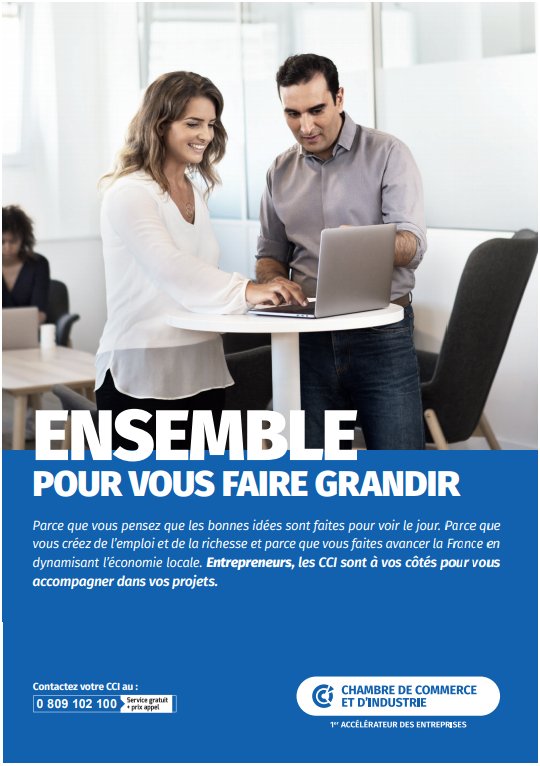 ENSEMBLE
POUR VOUS FAIRE GRANDIR
Parce que vous pensez que les bonnes idées sont faites pour voir le jour. Parce que
vous créez de l'emploi et de la richesse et parce que vous faites avancer la France en
dynamisant l'économie locale. Entrepreneurs, les CCI sont à vos côtés pour vous
accompagner dans vos projets.
Contactez votre CCI au :
0 809 102 100 Service gratuit
+ prix appel
CHAMBRE DE COMMERCE
ET D'INDUSTRIE
1er ACCÉLÉRATEUR DES ENTREPRISES